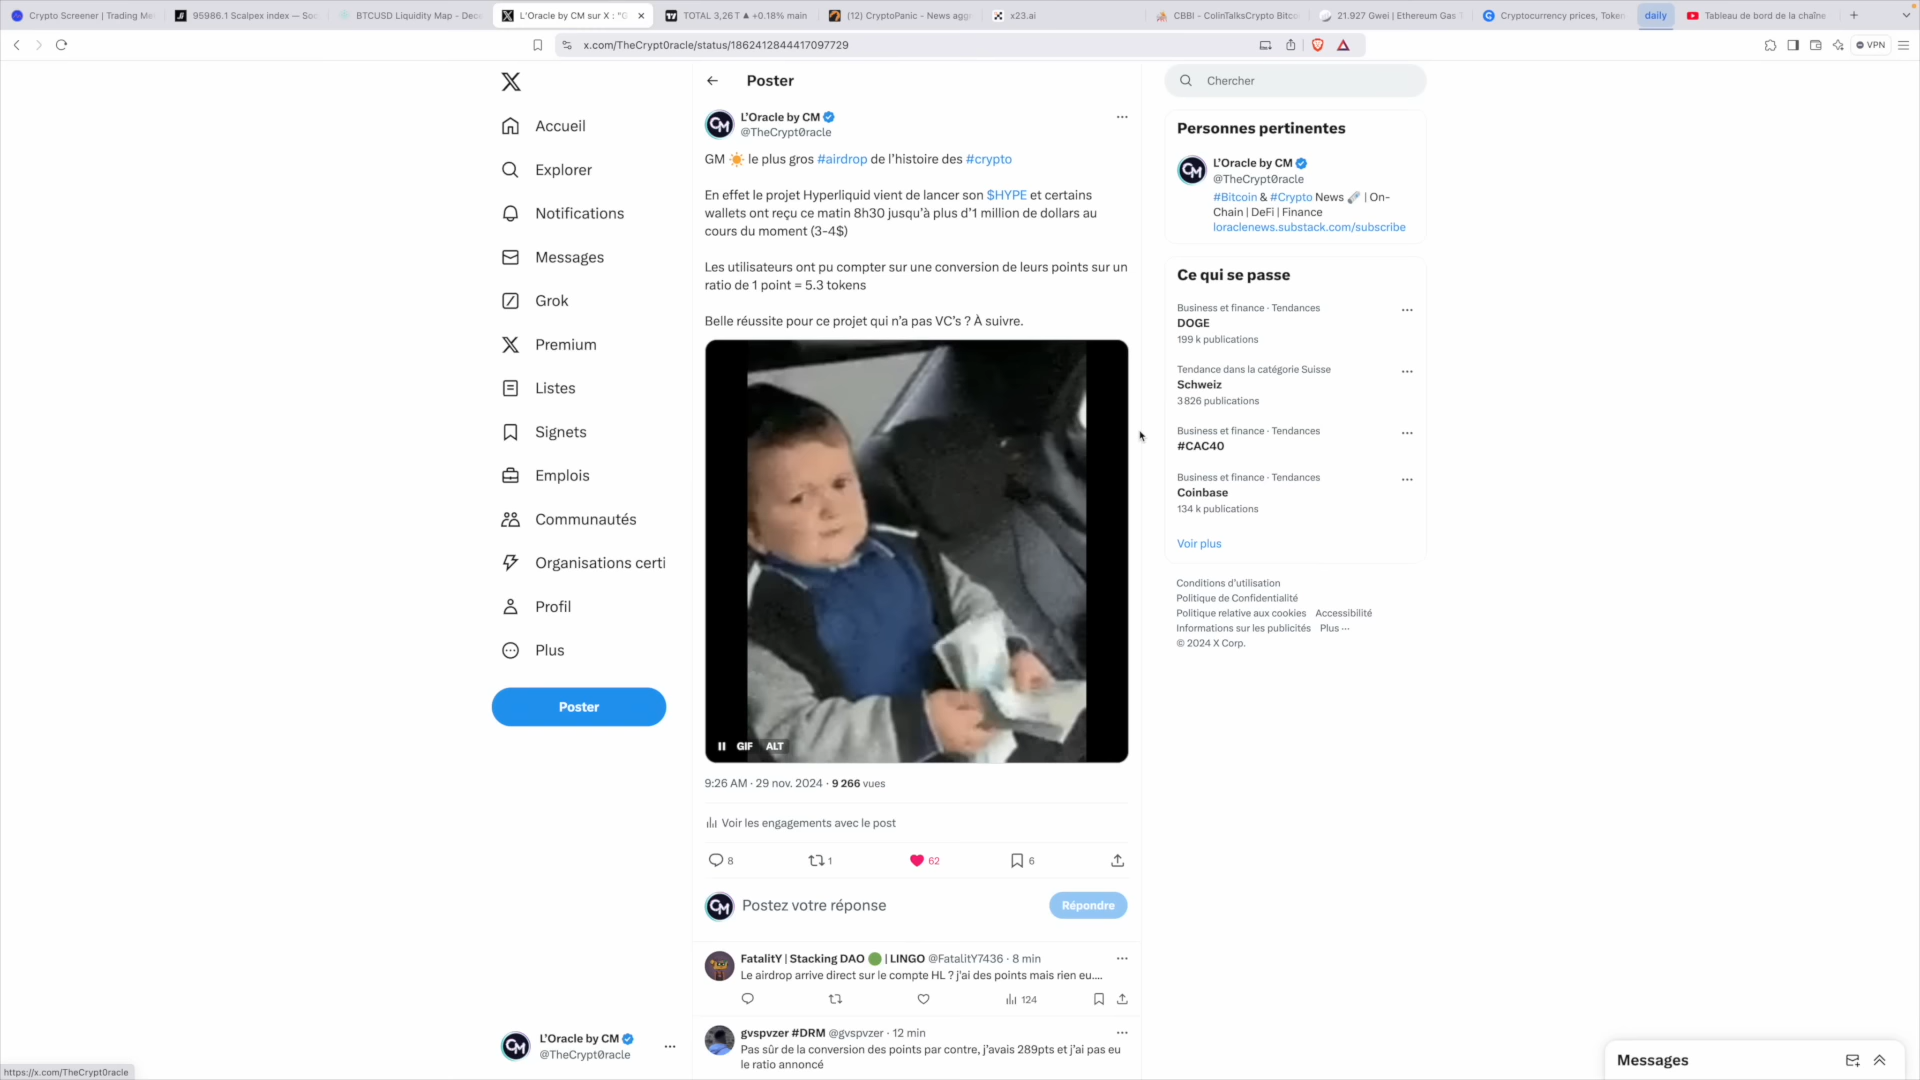 Crypto Screener | Trading Me
95986.1 Scalpex index — Soc
BTCUSD Liquidity Map - Dece
L'Oracle by CM sur X : "G
TOTAL 3,26 T ▲ +0.18% main
(12) CryptoPanic - News agg
x23.ai
CBBI - ColinTalksCrypto Bitco
21.927 Gwei | Ethereum Gas T
Cryptocurrency prices, Token
daily
Tableau de bord de la chaîne
x.com/TheCrypt0racle/status/1862412844417097729
VPN
Accueil
Explorer
Notifications
Messages
Grok
Premium
Listes
Signets
Emplois
Communautés
Organisations certi
Profil
Plus
Poster
L'Oracle by CM
@TheCrypt0racle
https://x.com/TheCrypt0racle
Poster
L'Oracle by CM
@TheCrypt0racle
GM ☀️ le plus gros #airdrop de l'histoire des #crypto
En effet le projet Hyperliquid vient de lancer son $HYPE et certains
wallets ont reçu ce matin 8h30 jusqu'à plus d'1 million de dollars au
cours du moment (3-4$)
Les utilisateurs ont pu compter sur une conversion de leurs points sur un
ratio de 1 point = 5.3 tokens
Belle réussite pour ce projet qui n'a pas VC's ? À suivre.
GIF ALT
9:26 AM · 29 nov. 2024 · 9 266 vues
Voir les engagements avec le post
8 1 62 6
CM Postez votre réponse
Répondre
FatalitY | Stacking DAO 🟢 | LINGO @FatalitY7436 · 8 min
Le airdrop arrive direct sur le compte HL ? j'ai des points mais rien eu....
124
gvspvzer #DRM @gvspvzer · 12 min
Pas sûr de la conversion des points par contre, j'avais 289pts et j'ai pas eu
le ratio annoncé
Chercher
Personnes pertinentes
L'Oracle by CM
@TheCrypt0racle
#Bitcoin & #Crypto News 🗞️ | On-
Chain | DeFi | Finance
loraclenews.substack.com/subscribe
Ce qui se passe
Business et finance · Tendances
DOGE
199 k publications
Tendance dans la catégorie Suisse
Schweiz
3 826 publications
Business et finance · Tendances
#CAC40
Business et finance · Tendances
Coinbase
134 k publications
Voir plus
Conditions d'utilisation
Politique de Confidentialité
Politique relative aux cookies Accessibilité
Informations sur les publicités Plus ···
© 2024 X Corp.
Messages